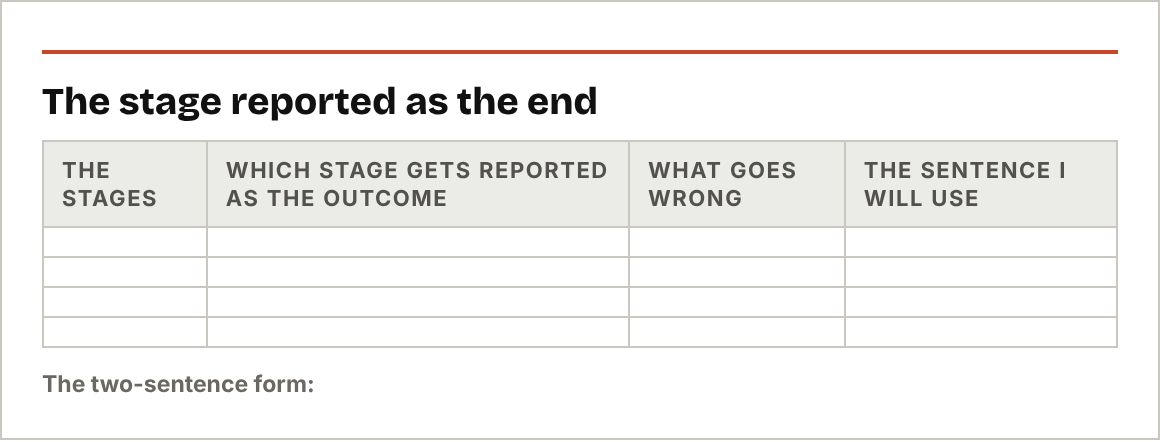 The stage reported as the end
THE STAGES
WHICH STAGE GETS REPORTED AS THE OUTCOME
WHAT GOES WRONG
THE SENTENCE I WILL USE
The two-sentence form: